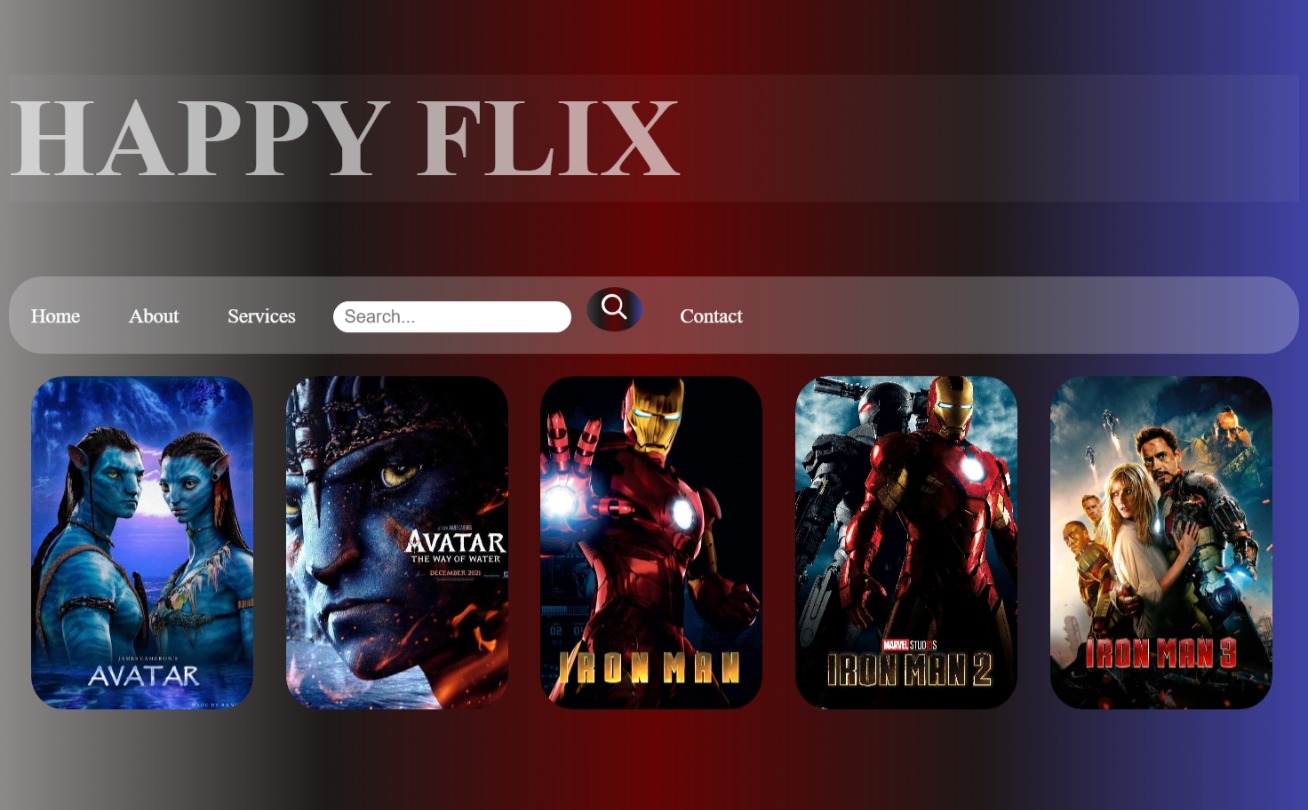 HAPPY FLIX
Home About Services Search... Contact
JAMES CAMERON'S
AVATAR
AVATAR
THE WAY OF WATER
DECEMBER 2021
IRON MAN
MARVEL STUDIOS
IRON MAN 2
IRON MAN 3